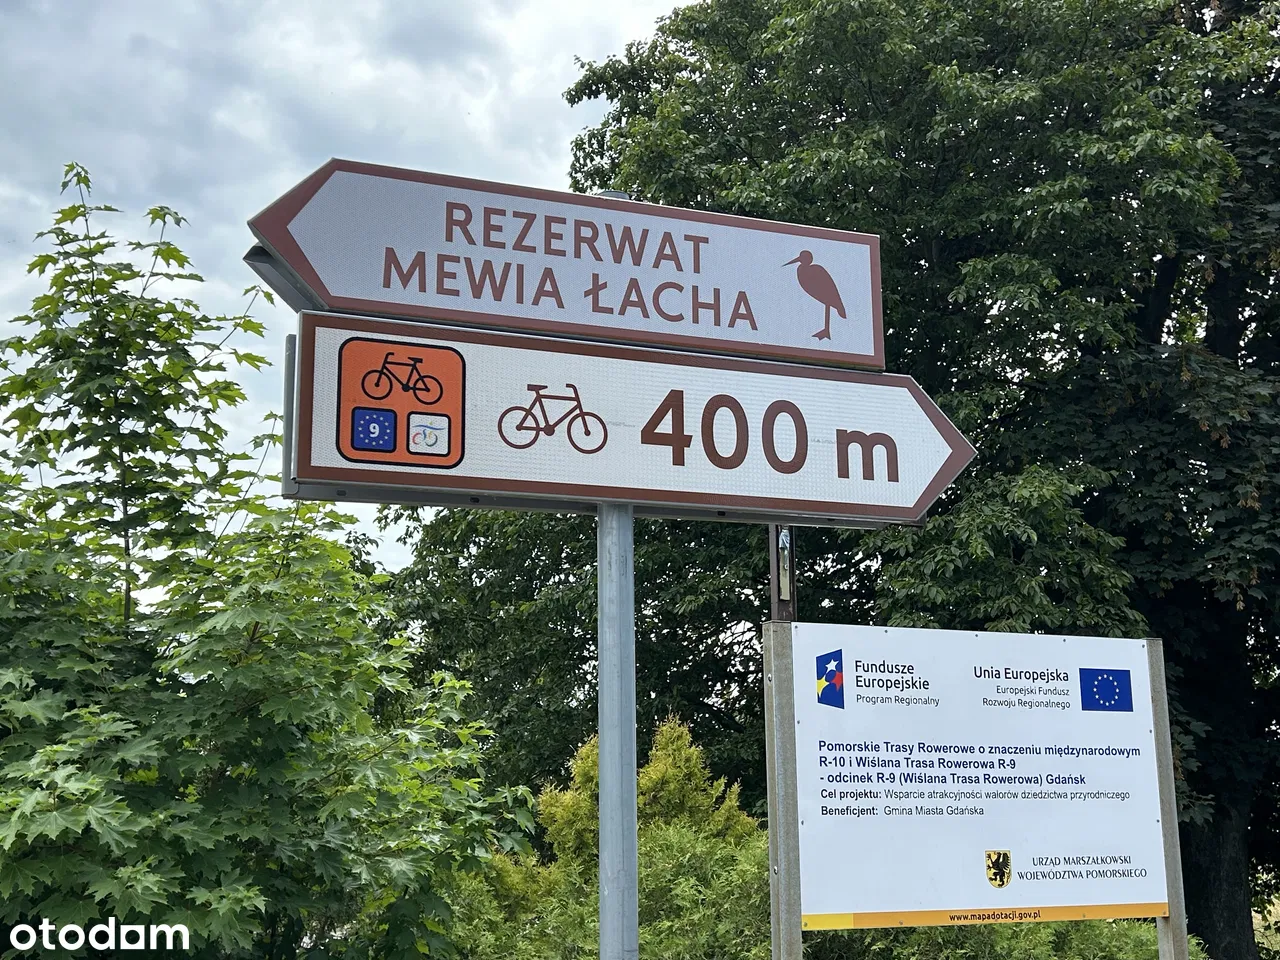 REZERWAT
MEWIA ŁACHA
9
400 m
Fundusze
Europejskie
Program Regionalny
Unia Europejska
Europejski Fundusz
Rozwoju Regionalnego
Pomorskie Trasy Rowerowe o znaczeniu międzynarodowym
R-10 i Wiślana Trasa Rowerowa R-9
- odcinek R-9 (Wiślana Trasa Rowerowa) Gdańsk
Cel projektu: Wsparcie atrakcyjności walorów dziedzictwa przyrodniczego
Beneficjent: Gmina Miasta Gdańska
URZĄD MARSZAŁKOWSKI
WOJEWÓDZTWA POMORSKIEGO
www.mapadotacji.gov.pl
otodom